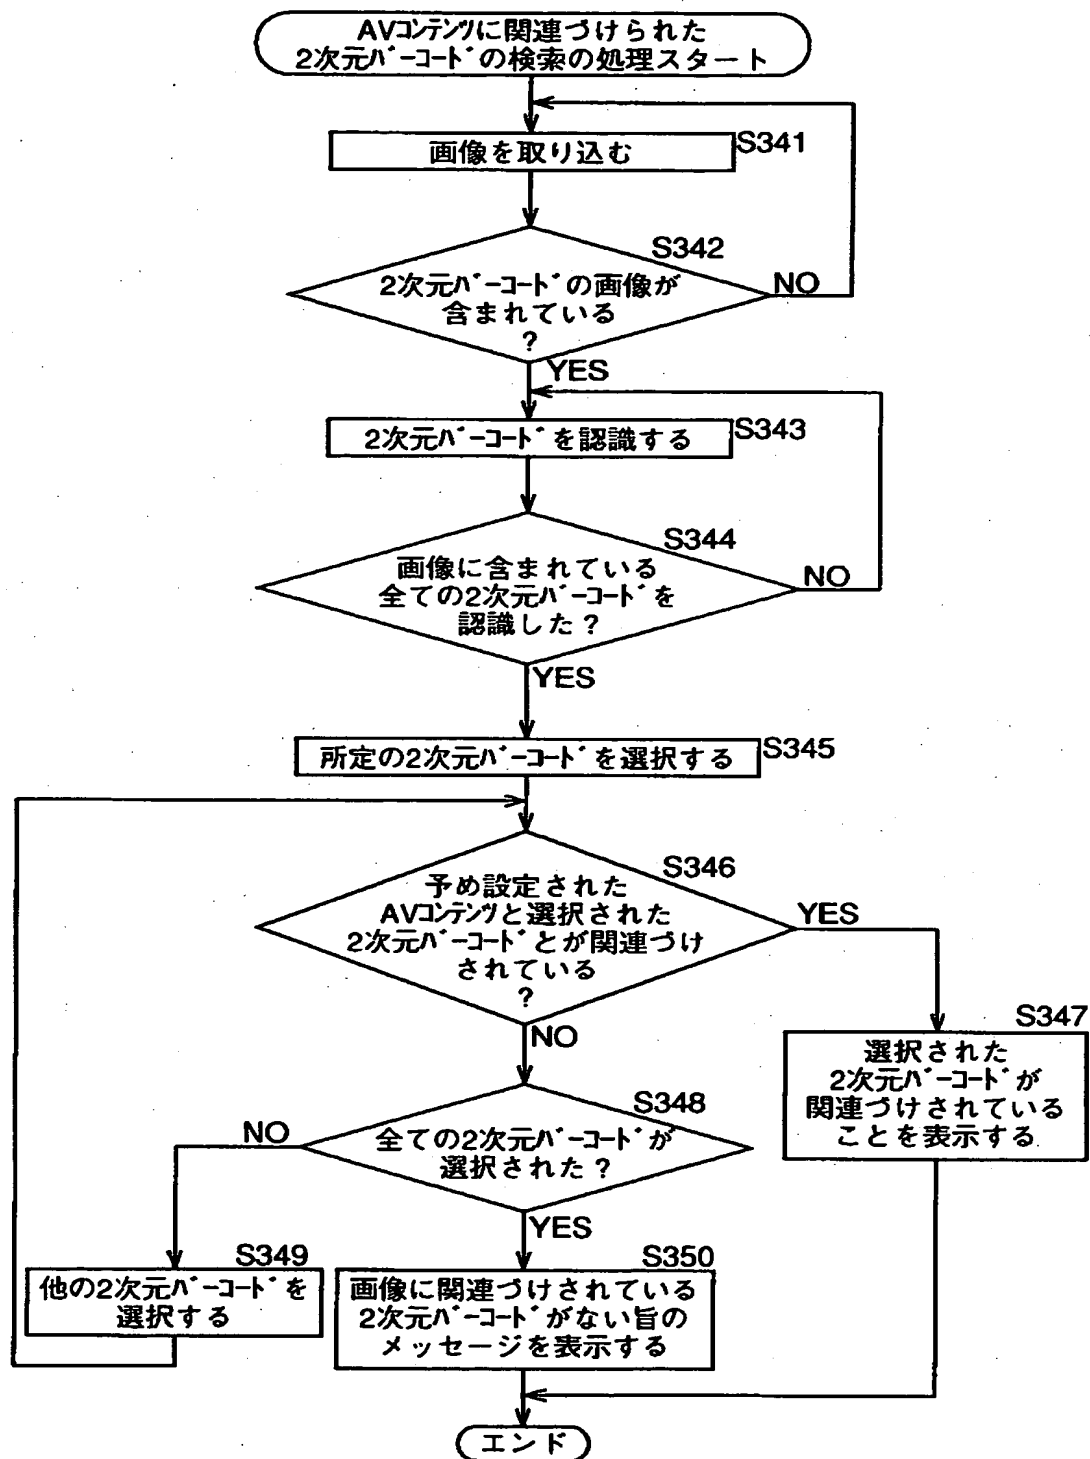 AVコンテンツに関連づけられた
2次元バーコードの検索の処理スタート
画像を取り込む
S341
S342
2次元バーコードの画像が
含まれている
?
NO
YES
2次元バーコードを認識する
S343
S344
画像に含まれている
全ての2次元バーコードを
認識した?
NO
YES
所定の2次元バーコードを選択する
S345
S346
予め設定された
AVコンテンツと選択された
2次元バーコードとが関連づけ
されている
?
YES
NO
S347
選択された
2次元バーコードが
関連づけされている
ことを表示する
S348
全ての2次元バーコードが
選択された?
NO
YES
S349
他の2次元バーコードを
選択する
S350
画像に関連づけされている
2次元バーコードがない旨の
メッセージを表示する
エンド